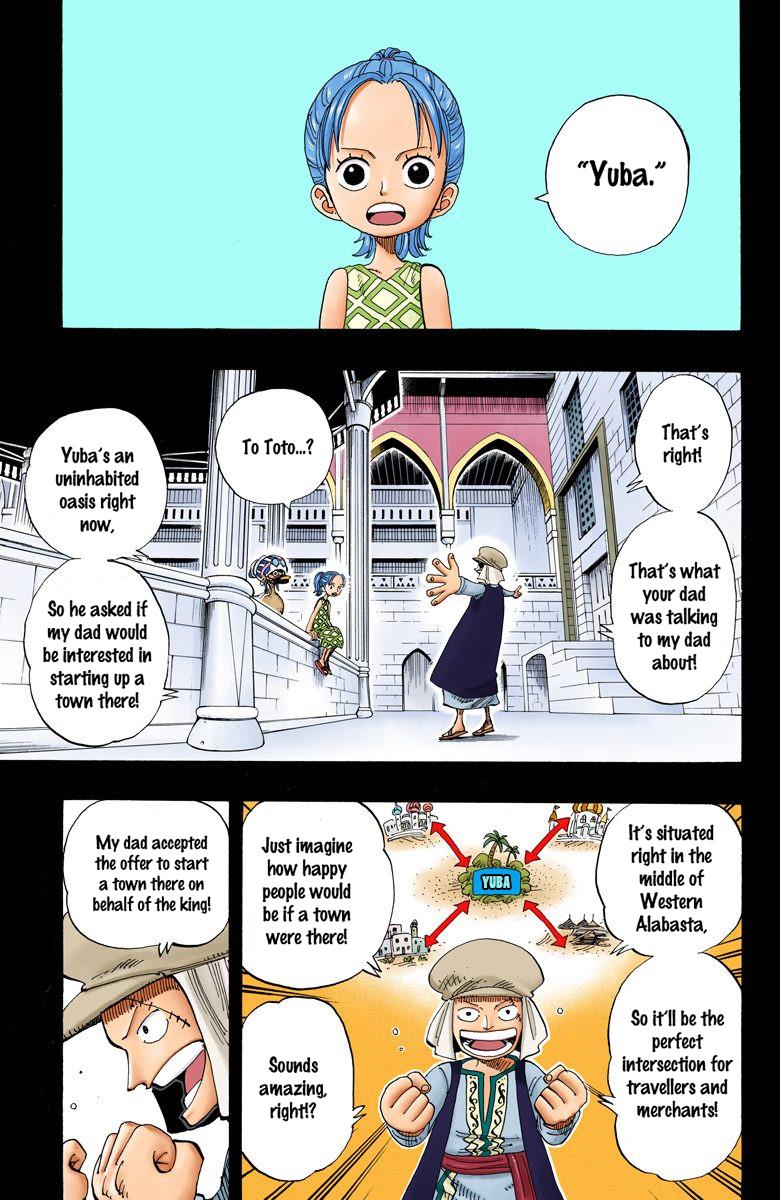 “Yuba.”
That's
right!
That's what
your dad
was talking
to my dad
about!
To Toto...?
Yuba's an
uninhabited
oasis right
now,
So he asked if
my dad would
be interested in
starting up a
town there!
It's situated
right in the
middle of
Western
Alabasta,
So it'll be the
perfect
intersection for
travellers and
merchants!
YUBA
Just imagine
how happy
people would
be if a town
were there!
Sounds
amazing,
right!?
My dad accepted
the offer to start
a town there on
behalf of the king!